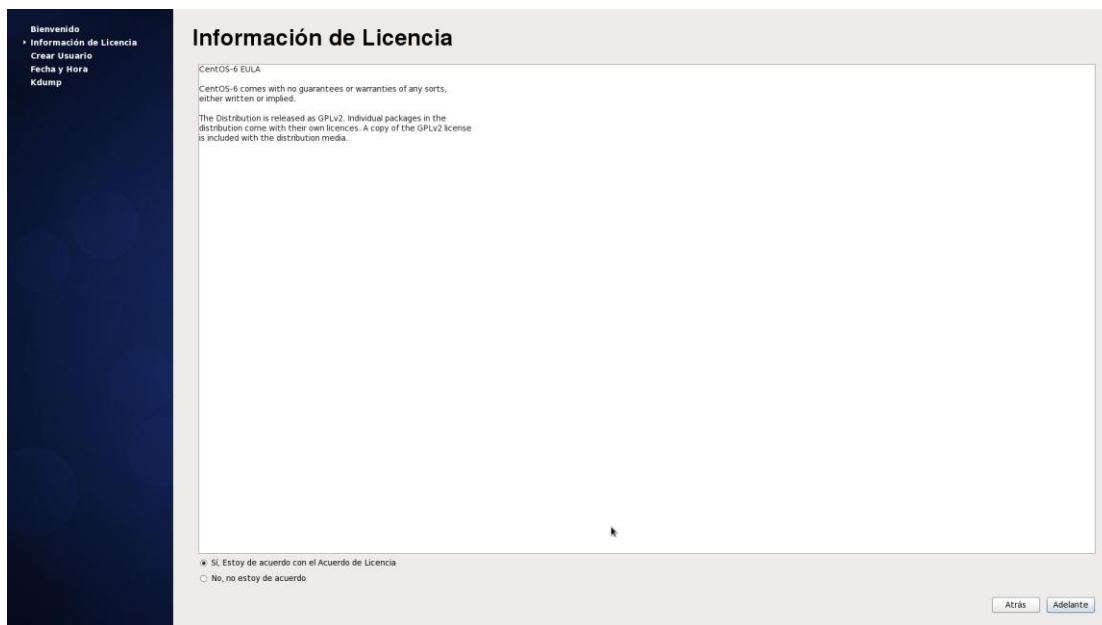 Bienvenido
Información de Licencia
Crear Usuario
Fecha y Hora
Kdump
Información de Licencia
CentOS-6 EULA
CentOS-6 comes with no guarantees or warranties of any sorts,
either written or implied.
The Distribution is released as GPLv2. Individual packages in the
distribution come with their own licences. A copy of the GPLv2 license
is included with the distribution media.
Sí, Estoy de acuerdo con el Acuerdo de Licencia
No, no estoy de acuerdo
Atrás Adelante